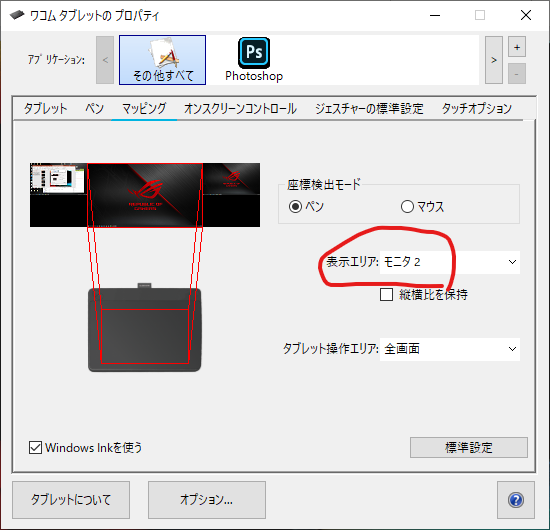 ワコム タブレットの プロパティ
アプリケーション:
<
その他すべて
Ps
Photoshop
>
+
-
タブレット ペン マッピング オンスクリーンコントロール ジェスチャーの標準設定 タッチオプション
座標検出モード
ペン マウス
表示エリア: モニタ 2
縦横比を保持
タブレット操作エリア: 全画面
Windows Inkを使う
標準設定
タブレットについて オプション... ?